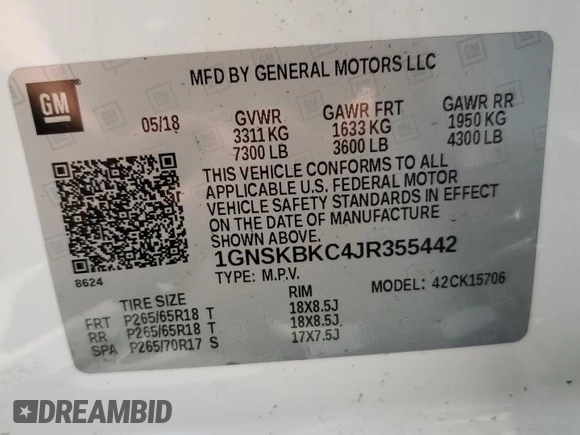 MFD BY GENERAL MOTORS LLC
GM
05/18 GVWR GAWR FRT GAWR RR
3311 KG 1633 KG 1950 KG
7300 LB 3600 LB 4300 LB
THIS VEHICLE CONFORMS TO ALL
APPLICABLE U.S. FEDERAL MOTOR
VEHICLE SAFETY STANDARDS IN EFFECT
ON THE DATE OF MANUFACTURE
SHOWN ABOVE.
1GNSKBKC4JR355442
8624
TYPE: M.P.V. MODEL: 42CK15706
TIRE SIZE RIM
FRT P265/65R18 T 18X8.5J
RR P265/65R18 T 18X8.5J
SPA P265/70R17 S 17X7.5J
DREAMBID